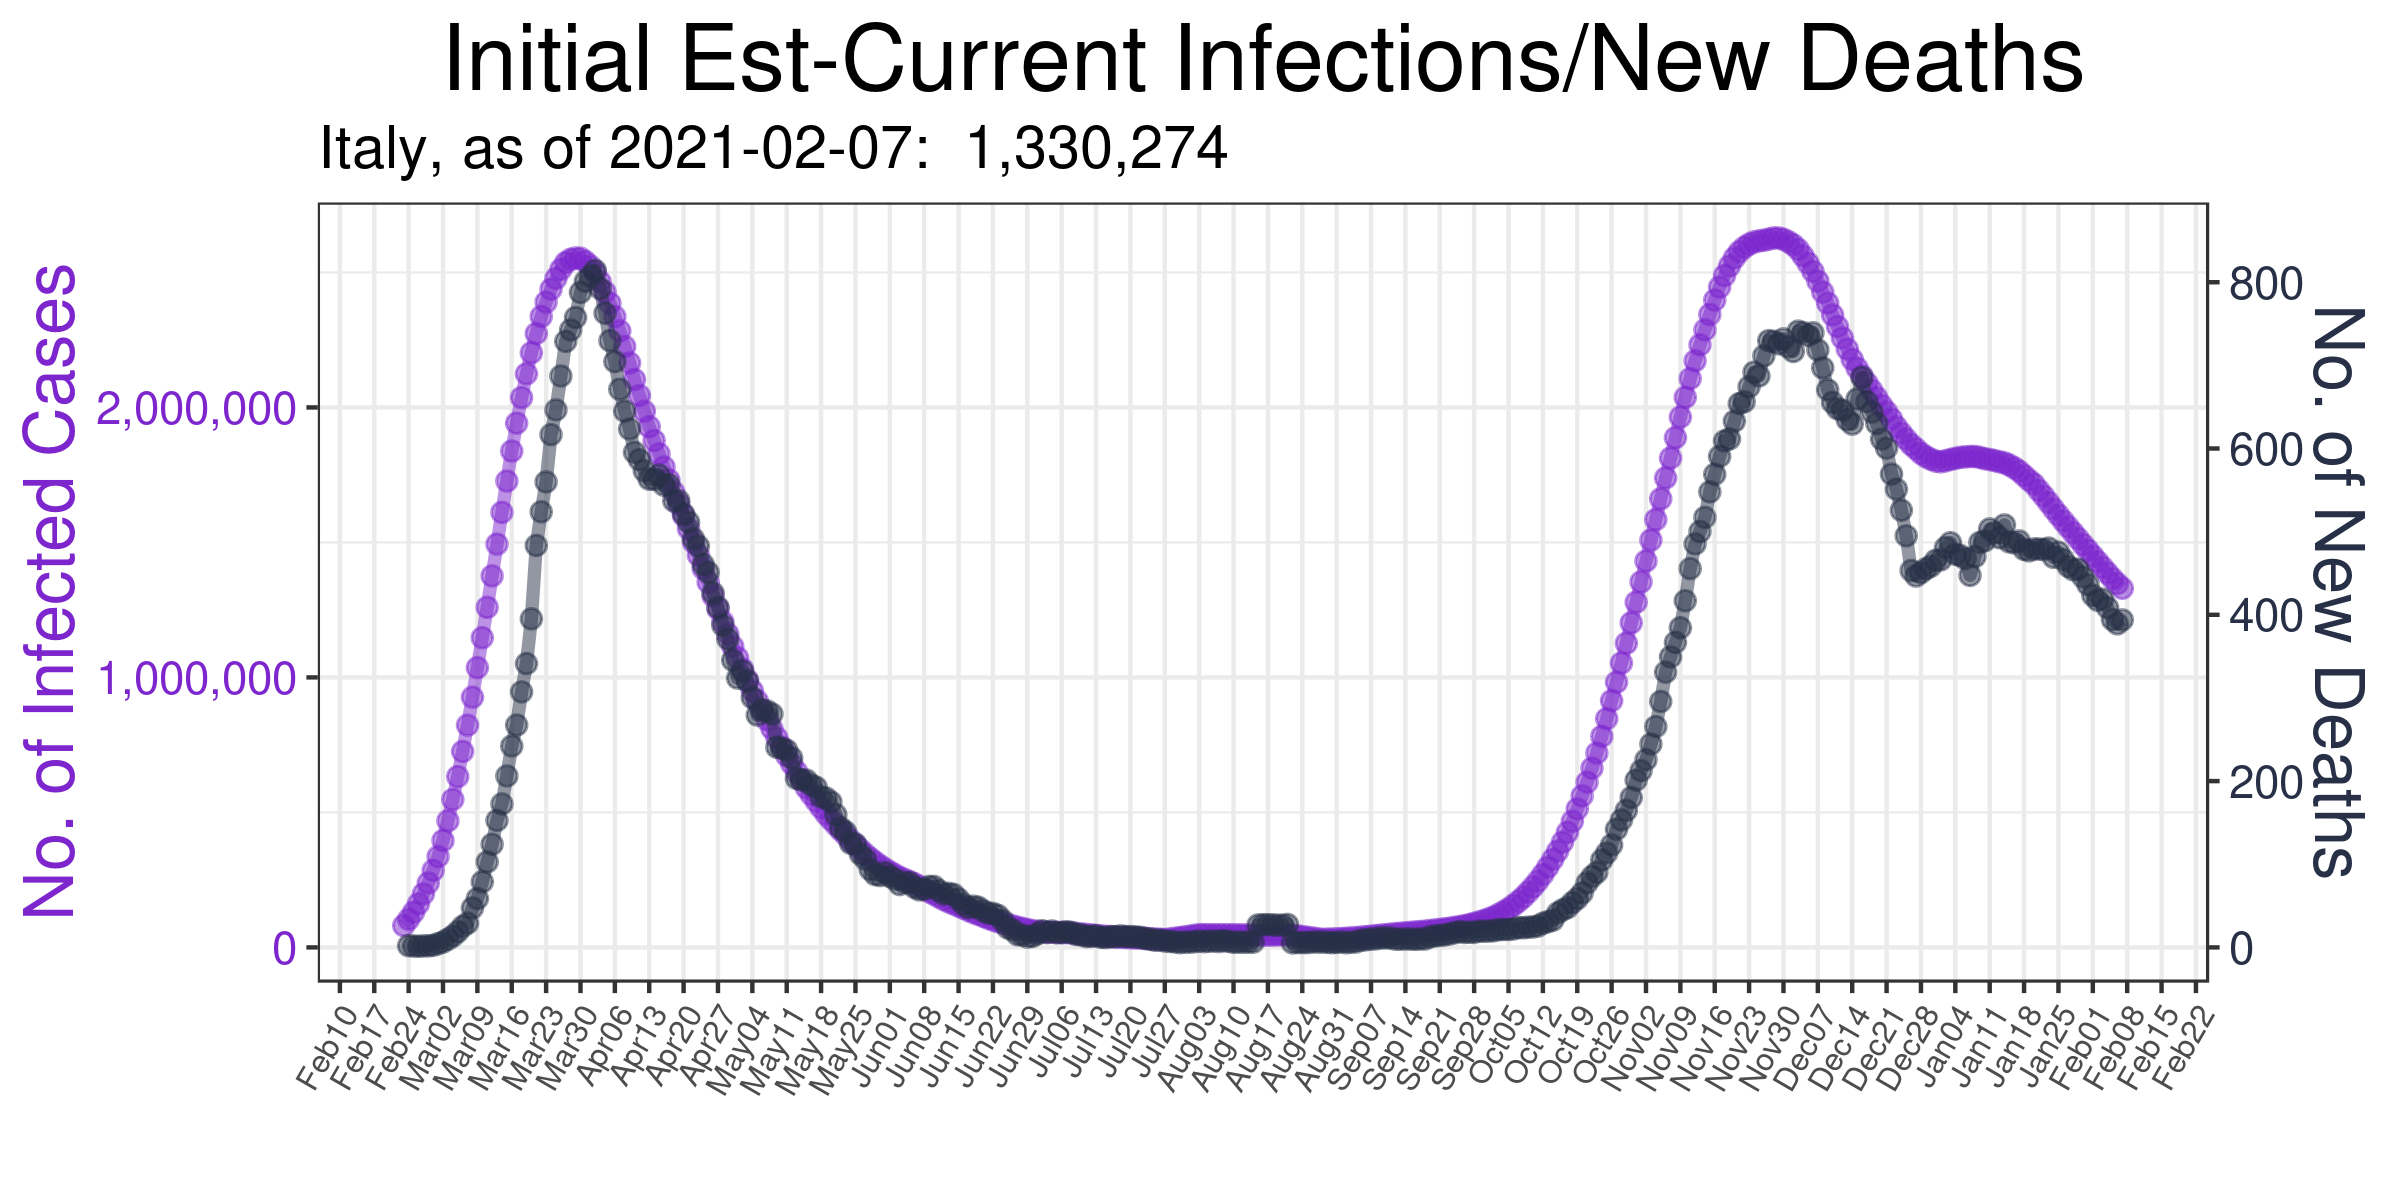 Initial Est-Current Infections/New Deaths
Italy, as of 2021-02-07:  1,330,274
No. of Infected Cases
2,000,000
1,000,000
0
800
600
400
200
0
No. of New Deaths
Feb10 Feb17 Feb24 Mar02 Mar09 Mar16 Mar23 Mar30 Apr06 Apr13 Apr20 Apr27 May04 May11 May18 May25 Jun01 Jun08 Jun15 Jun22 Jun29 Jul06 Jul13 Jul20 Jul27 Aug03 Aug10 Aug17 Aug24 Aug31 Sep07 Sep14 Sep21 Sep28 Oct05 Oct12 Oct19 Oct26 Nov02 Nov09 Nov16 Nov23 Nov30 Dec07 Dec14 Dec21 Dec28 Jan04 Jan11 Jan18 Jan25 Feb01 Feb08 Feb15 Feb22